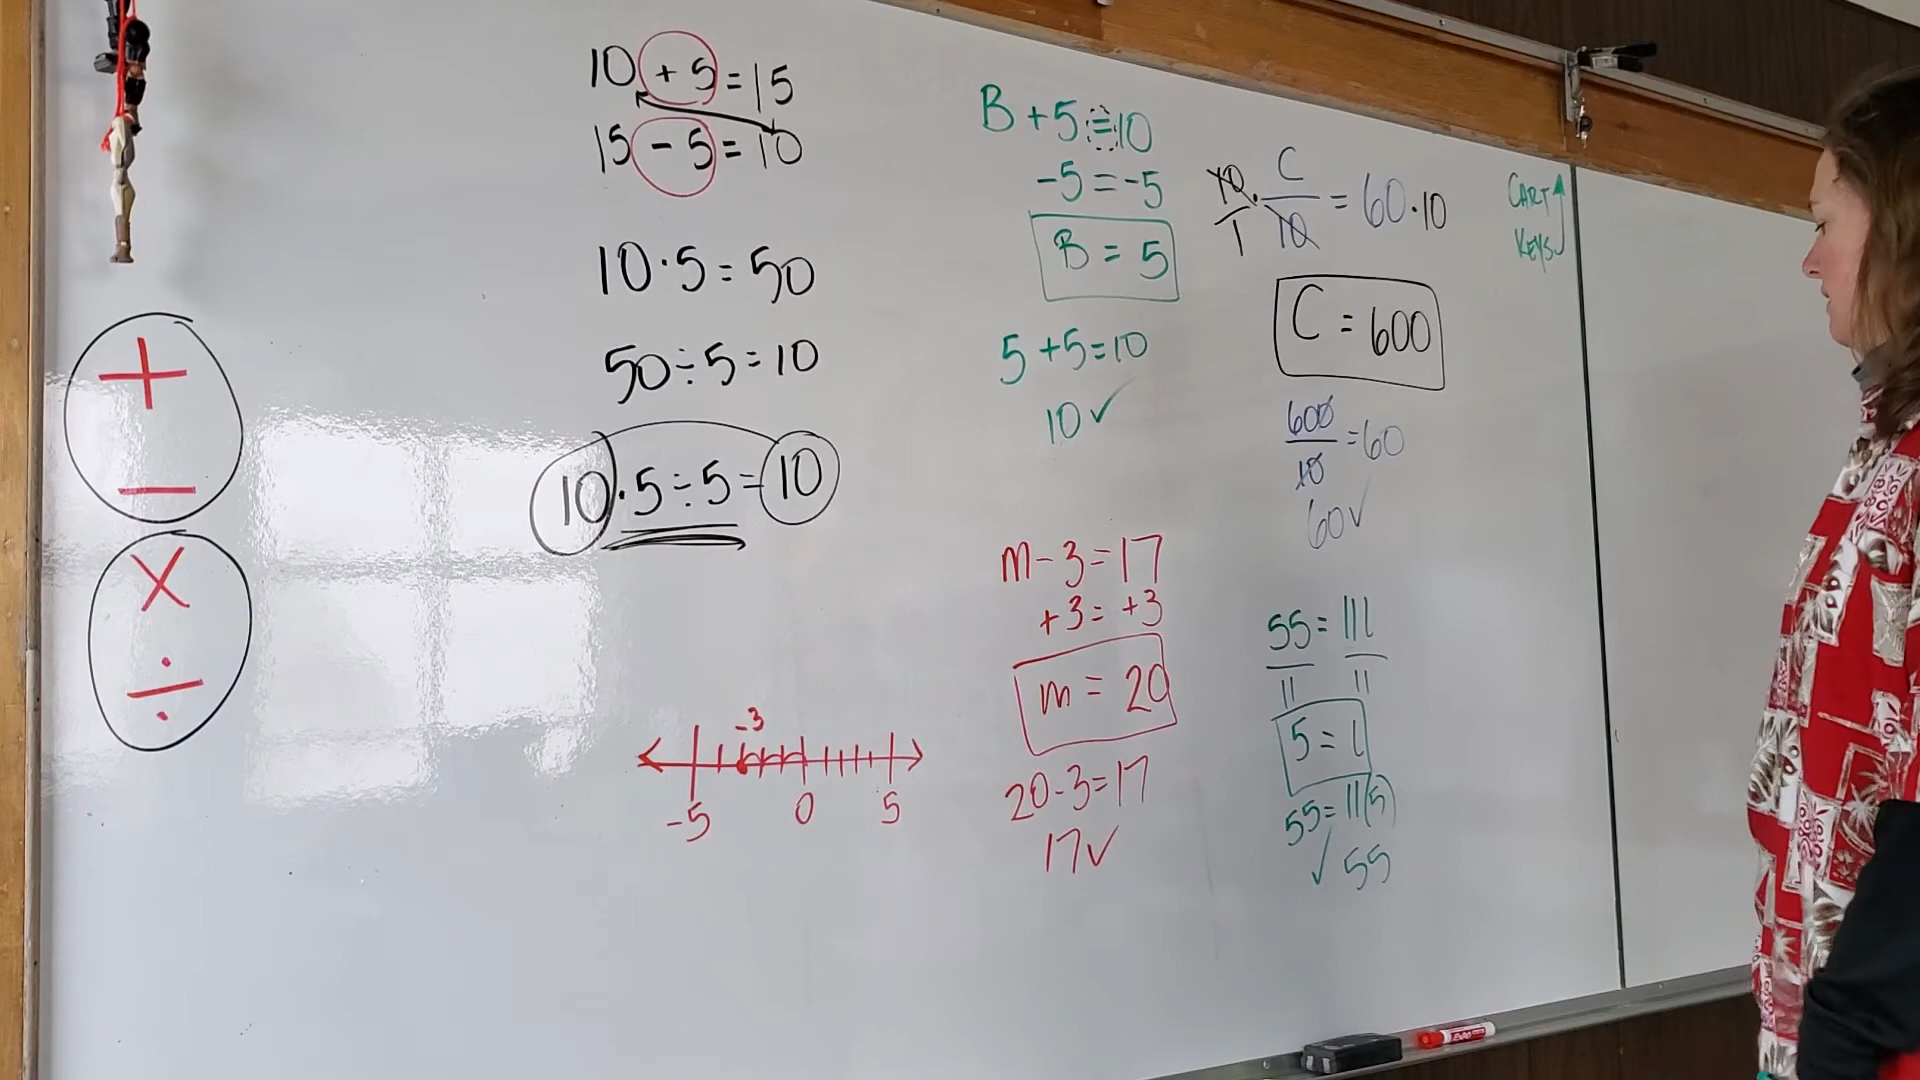 +
−
×
÷
10 + 5 = 15
15 - 5 = 10
10 · 5 = 50
50 ÷ 5 = 10
10 · 5 ÷ 5 = 10
-3
-5 0 5
B + 5 = 10
-5 = -5
B = 5
5 + 5 = 10
10 ✓
m - 3 = 17
+3 = +3
m = 20
20 - 3 = 17
17 ✓
10/1 · C/10 = 60 · 10
C = 600
600/10 = 60
60 ✓
55 = 11l
11 11
5 = l
55 = 11(5)
✓ 55
CART
KEYS
EXPO